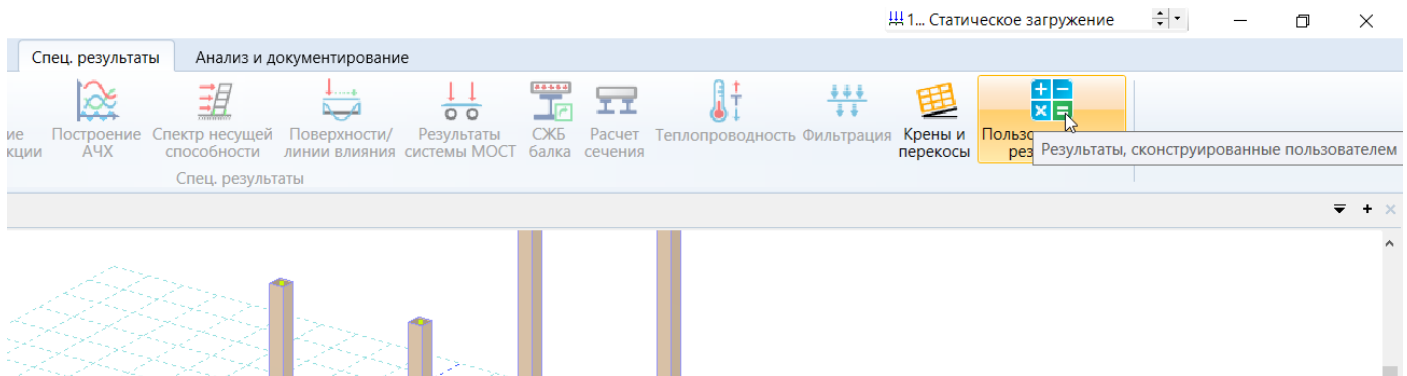 1... Статическое загружение
Спец. результаты
Анализ и документирование
ие
кции
Построение
АЧХ
Спектр несущей
способности
Поверхности/
линии влияния
Результаты
системы МОСТ
СЖБ
балка
Расчет
сечения
Теплопроводность
Фильтрация
Крены и
перекосы
Пользо
рез
Результаты, сконструированные пользователем
Спец. результаты